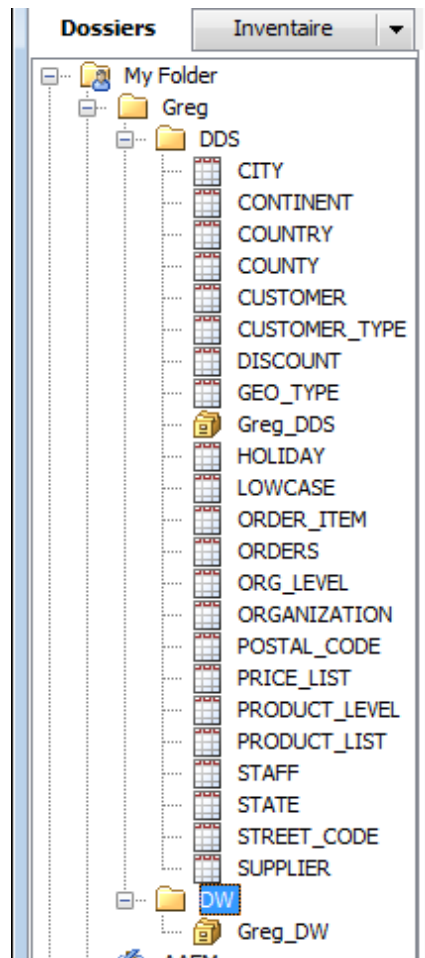 Dossiers Inventaire
My Folder
Greg
DDS
CITY
CONTINENT
COUNTRY
COUNTY
CUSTOMER
CUSTOMER_TYPE
DISCOUNT
GEO_TYPE
Greg_DDS
HOLIDAY
LOWCASE
ORDER_ITEM
ORDERS
ORG_LEVEL
ORGANIZATION
POSTAL_CODE
PRICE_LIST
PRODUCT_LEVEL
PRODUCT_LIST
STAFF
STATE
STREET_CODE
SUPPLIER
DW
Greg_DW